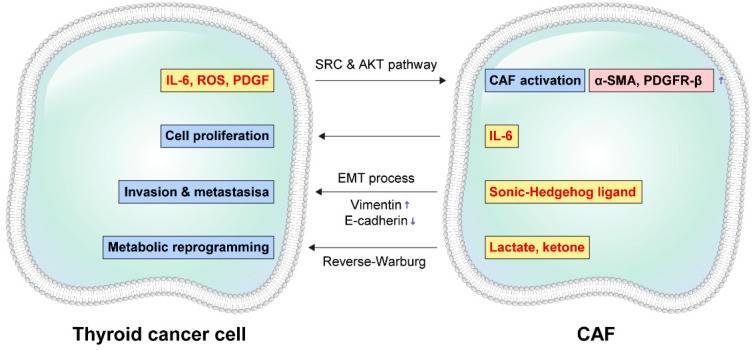 IL-6, ROS, PDGF
SRC & AKT pathway
CAF activation
α-SMA, PDGFR-β ↑
Cell proliferation
IL-6
Invasion & metastasisa
EMT process
Vimentin ↑
E-cadherin ↓
Sonic-Hedgehog ligand
Metabolic reprogramming
Reverse-Warburg
Lactate, ketone
Thyroid cancer cell
CAF